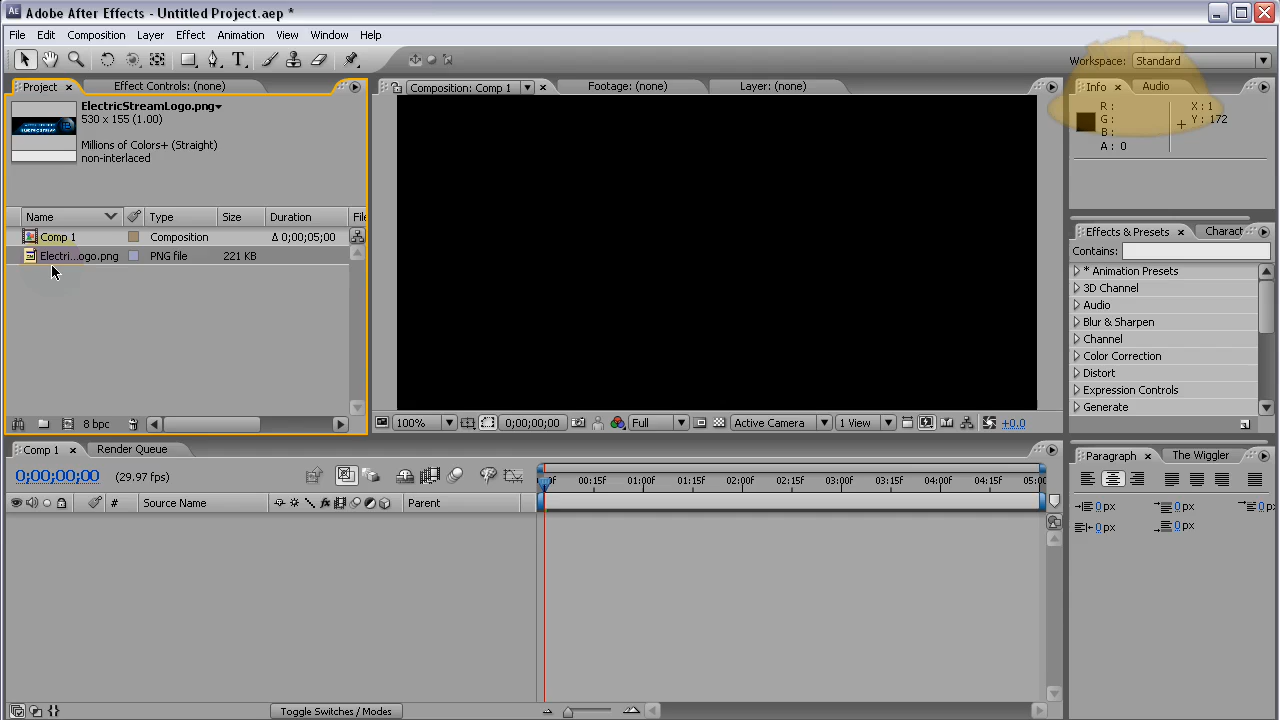 Adobe After Effects - Untitled Project.aep *
File Edit Composition Layer Effect Animation View Window Help
Workspace: Standard
Project Effect Controls: (none)
ElectricStreamLogo.png
530 x 155 (1.00)
Millions of Colors+ (Straight)
non-interlaced
Name Type Size Duration File
Comp 1 Composition Δ 0;00;05;00
Electri...ogo.png PNG file 221 KB
8 bpc
Composition: Comp 1 Footage: (none) Layer: (none)
100% 0;00;00;00 Full Active Camera 1 View +0.0
Info Audio
R :
G :
B :
A : 0
X : 1
Y : 172
Effects & Presets Charact
Contains:
* Animation Presets
3D Channel
Audio
Blur & Sharpen
Channel
Color Correction
Distort
Expression Controls
Generate
Comp 1 Render Queue
0;00;00;00 (29.97 fps)
# Source Name Parent
00:15F 01:00F 01:15F 02:00F 02:15F 03:00F 03:15F 04:00F 04:15F 05:00
Toggle Switches / Modes
Paragraph The Wiggler
0 px 0 px 0 p
0 px 0 px